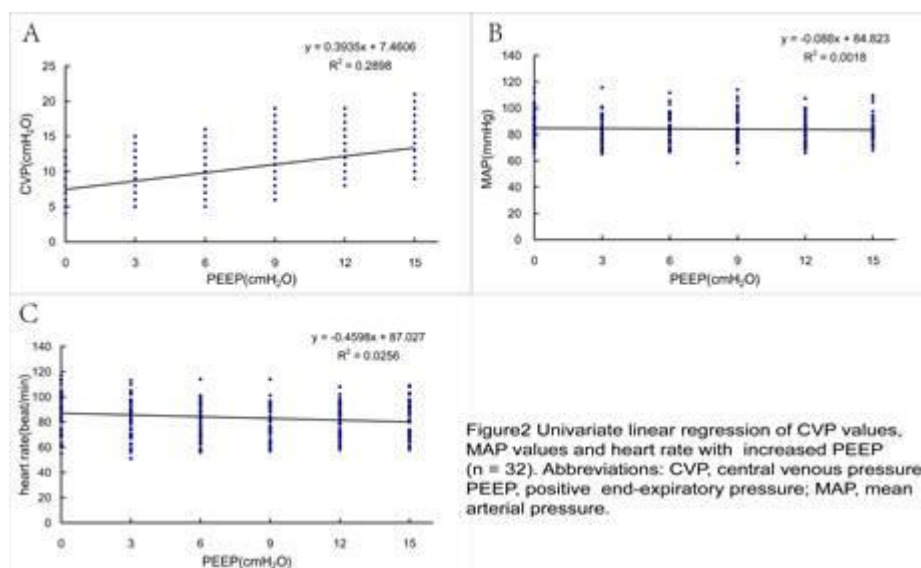 A
y = 0.3935x + 7.4606
R² = 0.2898
25
20
15
10
5
0
CVP(cmH₂O)
0 3 6 9 12 15
PEEP(cmH₂O)
B
y = -0.088x + 84.823
R² = 0.0018
140
120
100
80
60
40
20
0
MAP(mmHg)
0 3 6 9 12 15
PEEP(cmH₂O)
C
y = -0.4598x + 87.027
R² = 0.0256
140
120
100
80
60
40
20
0
heart rate(beat/min)
0 3 6 9 12 15
PEEP(cmH₂O)
Figure2 Univariate linear regression of CVP values,
MAP values and heart rate with increased PEEP
(n = 32). Abbreviations: CVP, central venous pressure
PEEP, positive end-expiratory pressure; MAP, mean
arterial pressure.